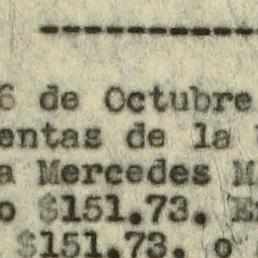 6 de Octubre
entas de la
a Mercedes M
o $151.73. E
$151.73. o